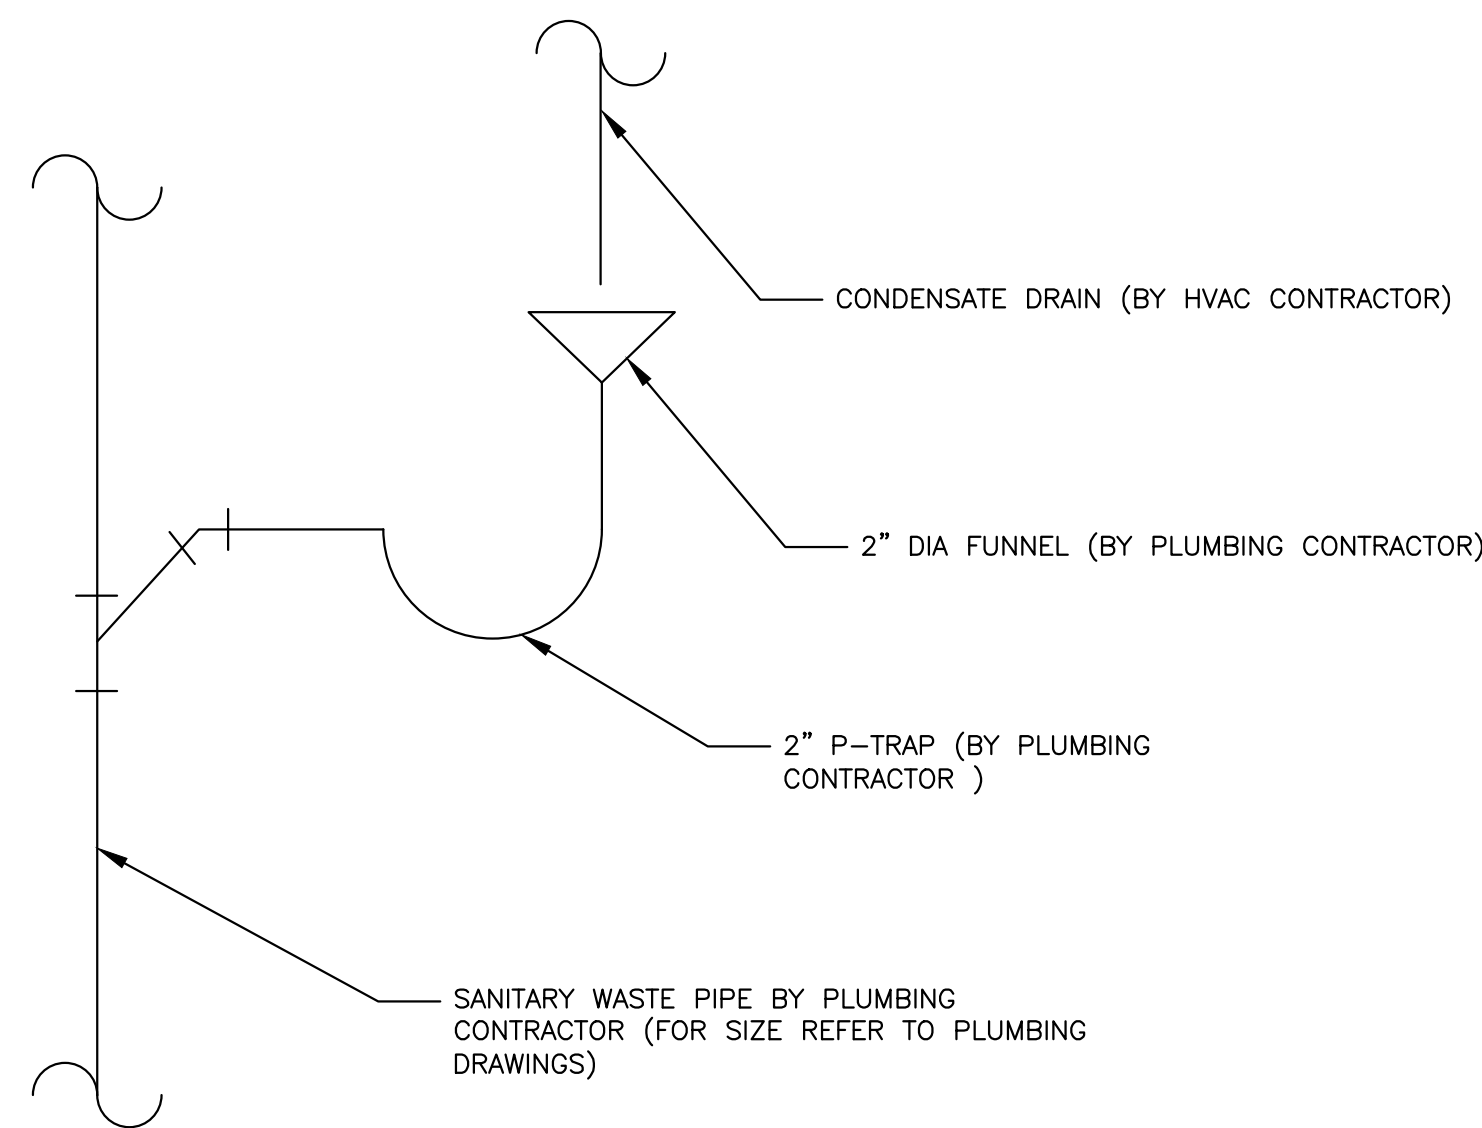 CONDENSATE DRAIN (BY HVAC CONTRACTOR)
2" DIA FUNNEL (BY PLUMBING CONTRACTOR)
2" P-TRAP (BY PLUMBING
CONTRACTOR )
SANITARY WASTE PIPE BY PLUMBING
CONTRACTOR (FOR SIZE REFER TO PLUMBING
DRAWINGS)